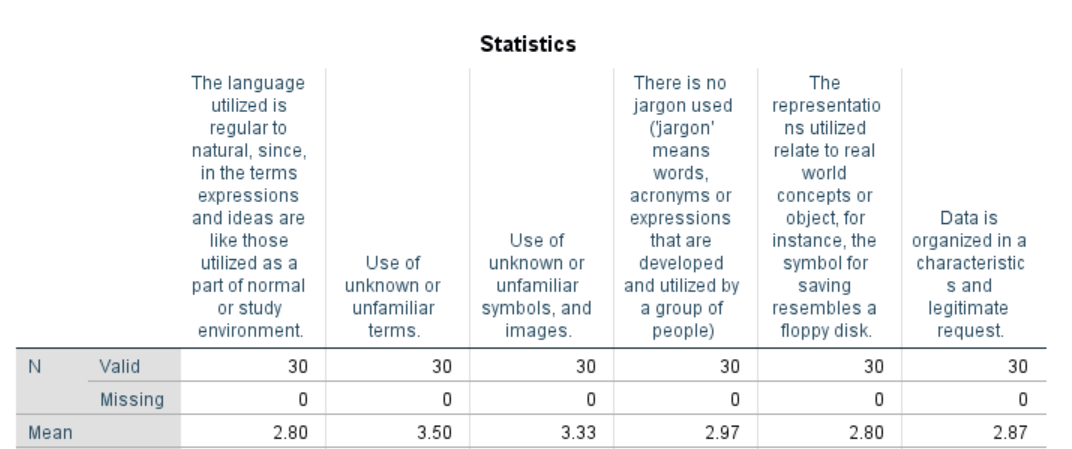 Statistics
The language
utilized is
regular to
natural, since,
in the terms
expressions
and ideas are
like those
utilized as a
part of normal
or study
environment.
Use of
unknown or
unfamiliar
terms.
Use of
unknown or
unfamiliar
symbols, and
images.
There is no
jargon used
('jargon'
means
words,
acronyms or
expressions
that are
developed
and utilized by
a group of
people)
The
representatio
ns utilized
relate to real
world
concepts or
object, for
instance, the
symbol for
saving
resembles a
floppy disk.
Data is
organized in a
characteristic
s and
legitimate
request.
N Valid 30 30 30 30 30 30
Missing 0 0 0 0 0 0
Mean 2.80 3.50 3.33 2.97 2.80 2.87